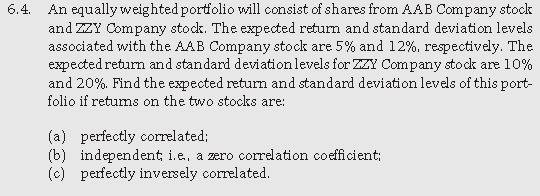 6.4. An equally weighted portfolio will consist of shares from AAB Company stock
and ZZY Company stock. The expected return and standard deviation levels
associated with the AAB Company stock are 5% and 12%, respectively. The
expected return and standard deviation levels for ZZY Company stock are 10%
and 20%. Find the expected return and standard deviation levels of this port-
folio if returns on the two stocks are:
(a) perfectly correlated;
(b) independent; i.e., a zero correlation coefficient;
(c) perfectly inversely correlated.